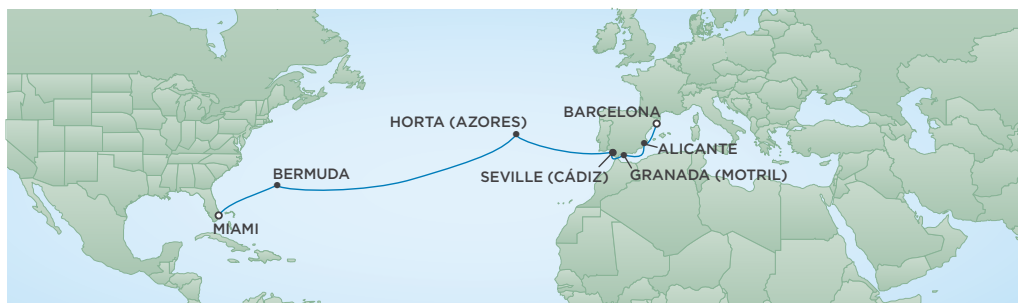 BARCELONA
HORTA (AZORES)
ALICANTE
BERMUDA
SEVILLE (CÁDIZ)
GRANADA (MOTRIL)
MIAMI